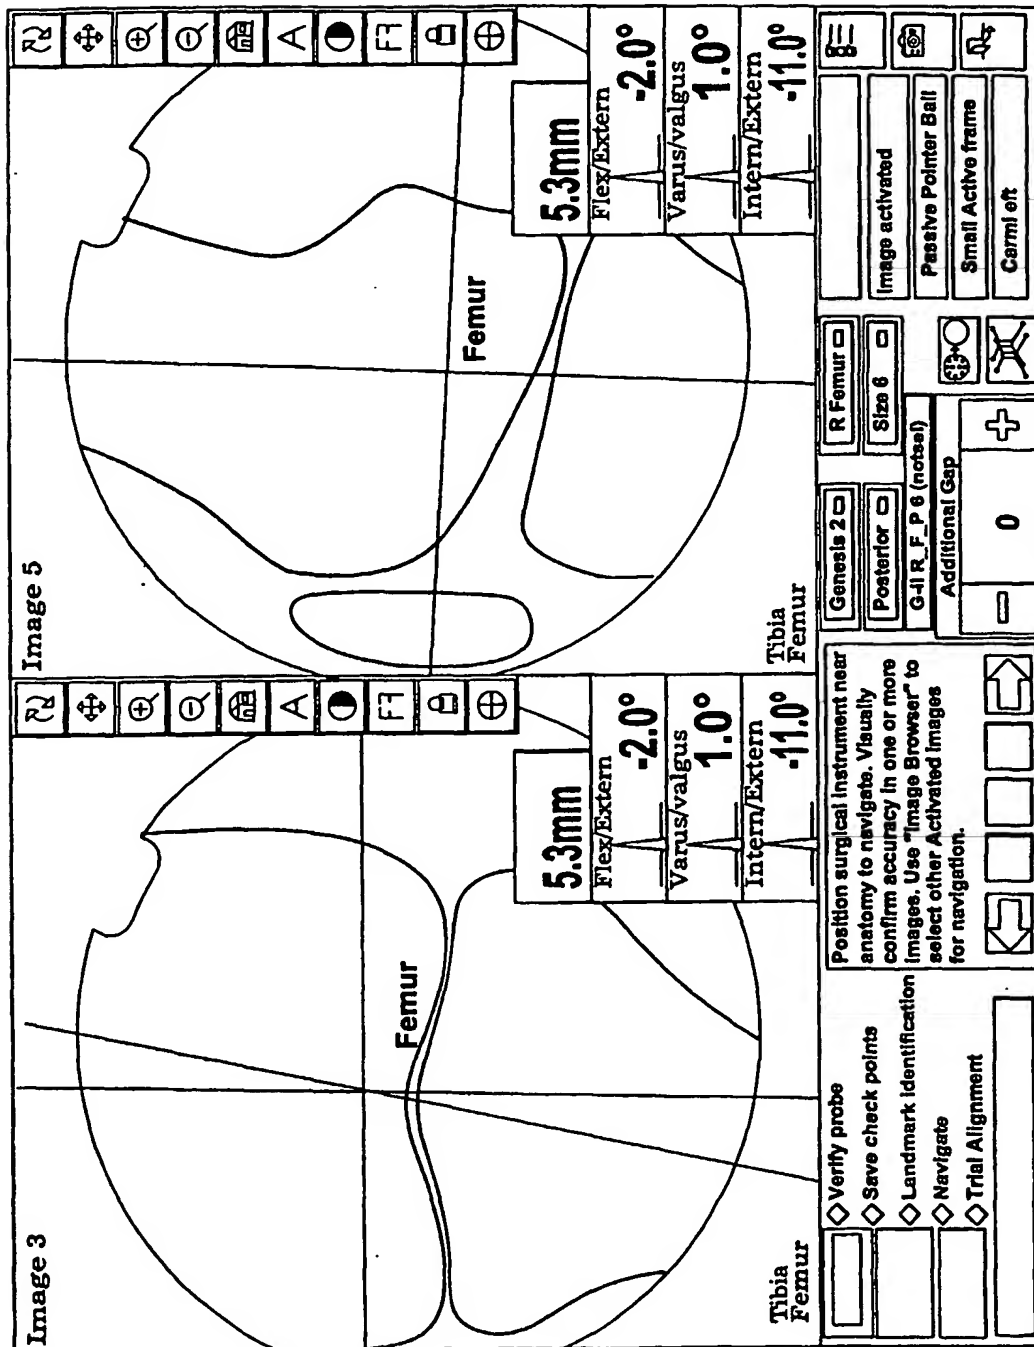 Image 3
Femur
Tibia
Femur
5.3mm
Flex/Extern
-2.0°
Varus/valgus
1.0°
Intern/Extern
-11.0°
A
Image 5
Femur
Tibia
Femur
5.3mm
Flex/Extern
-2.0°
Varus/valgus
1.0°
Intern/Extern
-11.0°
A
Verify probe
Save check points
Landmark identification
Navigate
Trial Alignment
Position surgical instrument near
anatomy to navigate. Visually
confirm accuracy in one or more
images. Use "Image Browser" to
select other Activated images
for navigation.
Genesis 2
R Femur
Posterior
Size 6
G-II R_F_P 6 (notsel)
Additional Gap
0
Image activated
Passive Pointer Ball
Small Active frame